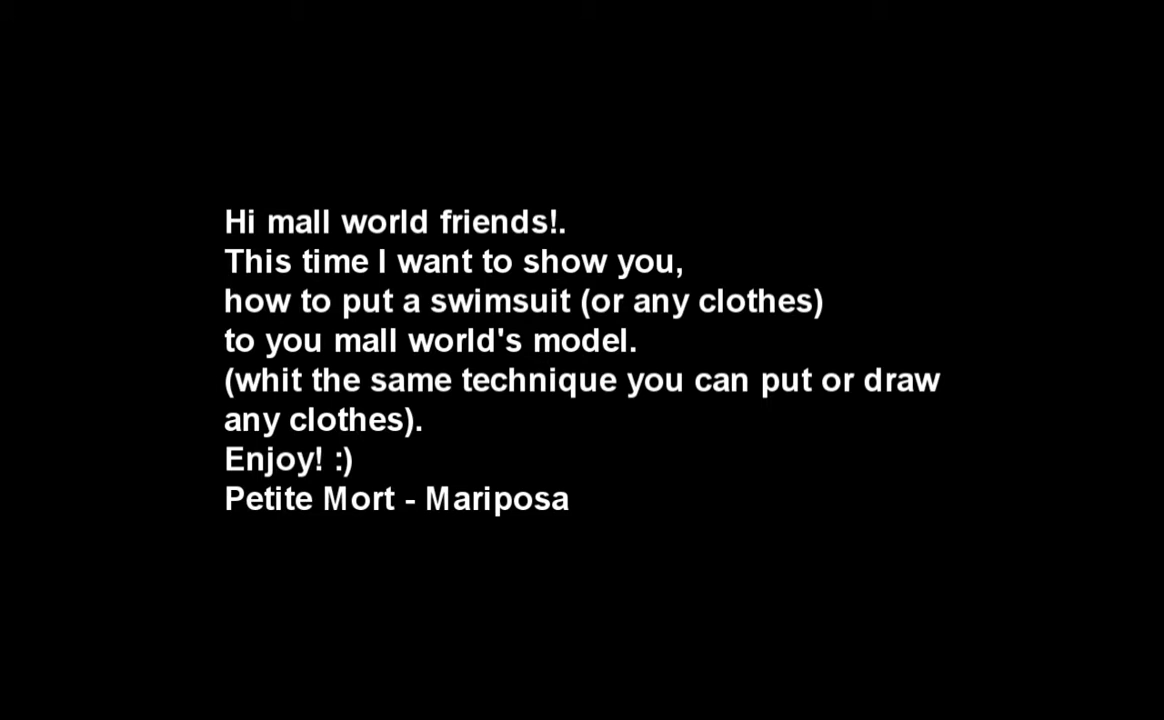 Hi mall world friends!.
This time I want to show you,
how to put a swimsuit (or any clothes)
to you mall world's model.
(whit the same technique you can put or draw
any clothes).
Enjoy! :)
Petite Mort - Mariposa